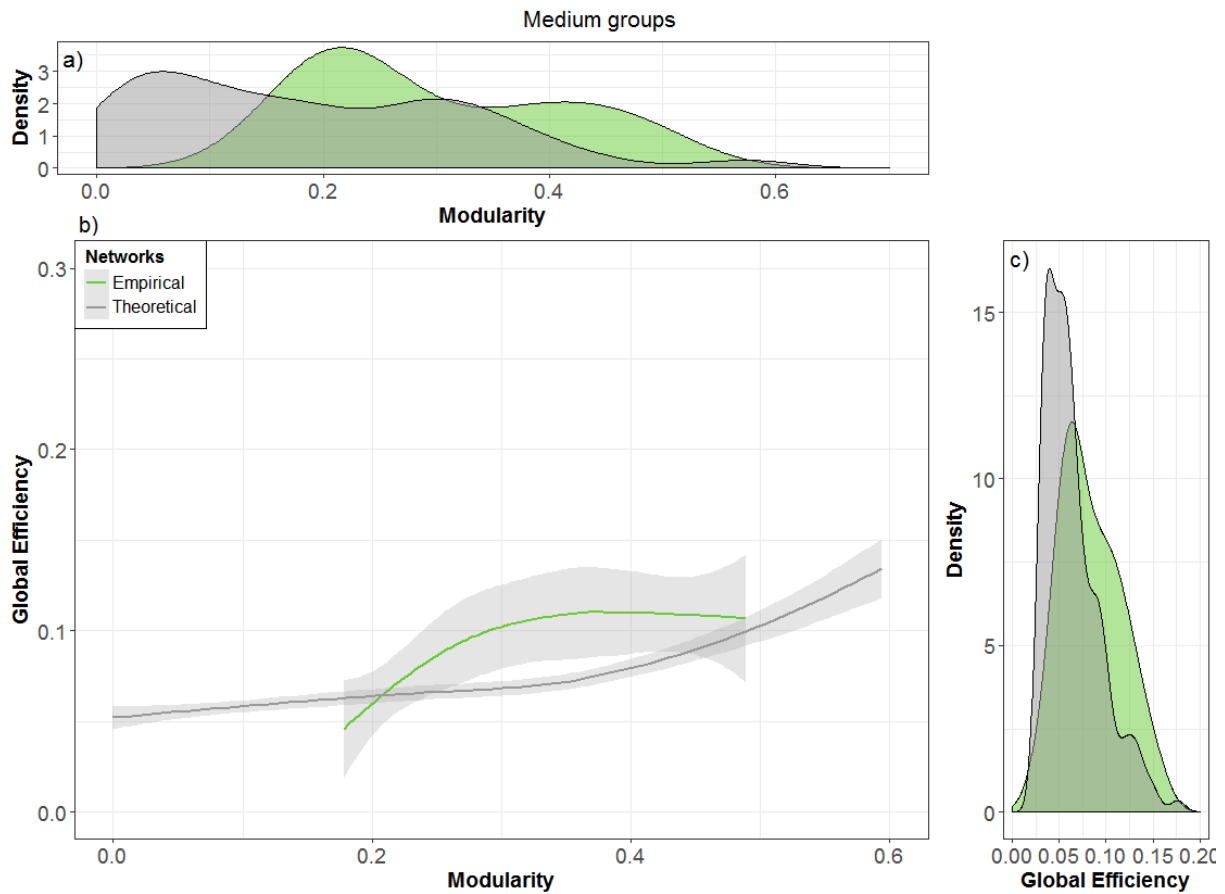 Medium groups
a)
Density
3
2
1
0
0.0 0.2 0.4 0.6
Modularity
b)
Networks
Empirical
Theoretical
Global Efficiency
0.3
0.2
0.1
0.0
0.0 0.2 0.4 0.6
Modularity
c)
Density
15
10
5
0
0.00 0.05 0.10 0.15 0.20
Global Efficiency